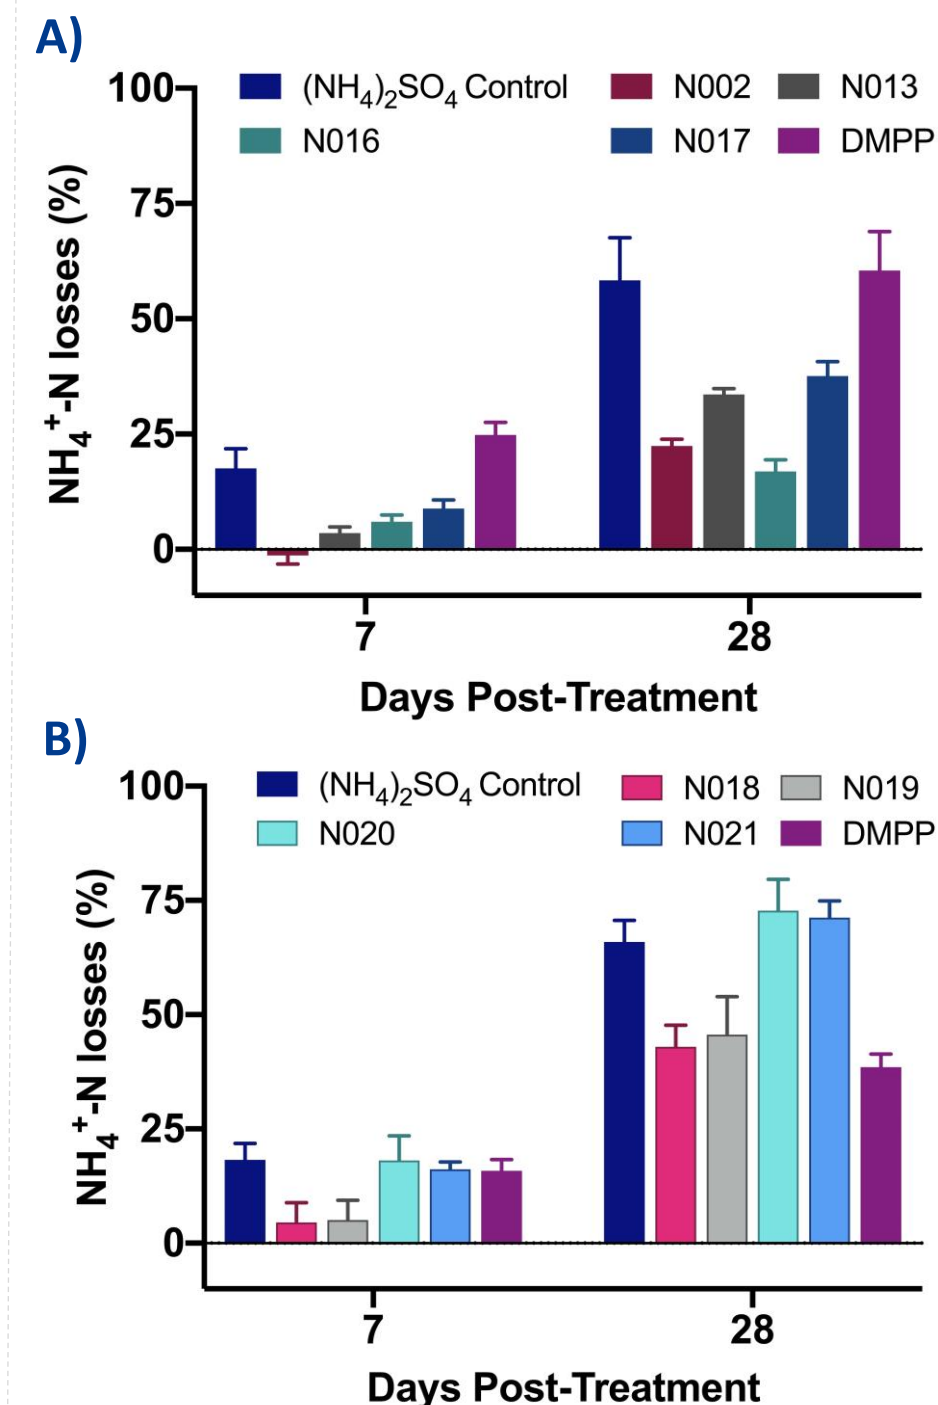 A)
100
(NH4)2SO4 Control
N002
N013
N016
N017
DMPP
75
50
25
0
NH4+-N losses (%)
7
28
Days Post-Treatment
B)
100
(NH4)2SO4 Control
N018
N019
N020
N021
DMPP
75
50
25
0
NH4+-N losses (%)
7
28
Days Post-Treatment